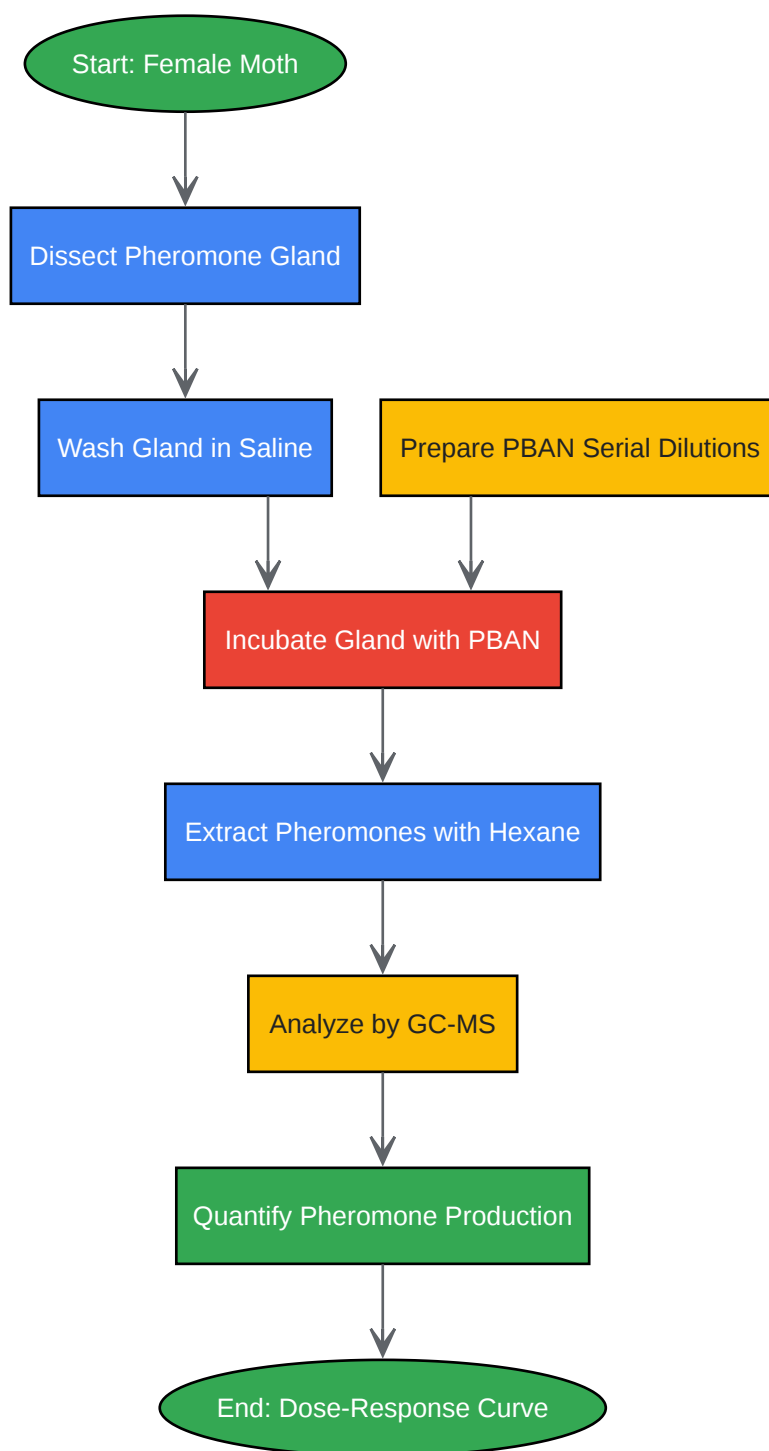 Start: Female Moth
Dissect Pheromone Gland
Wash Gland in Saline
Prepare PBAN Serial Dilutions
Incubate Gland with PBAN
Extract Pheromones with Hexane
Analyze by GC-MS
Quantify Pheromone Production
End: Dose-Response Curve